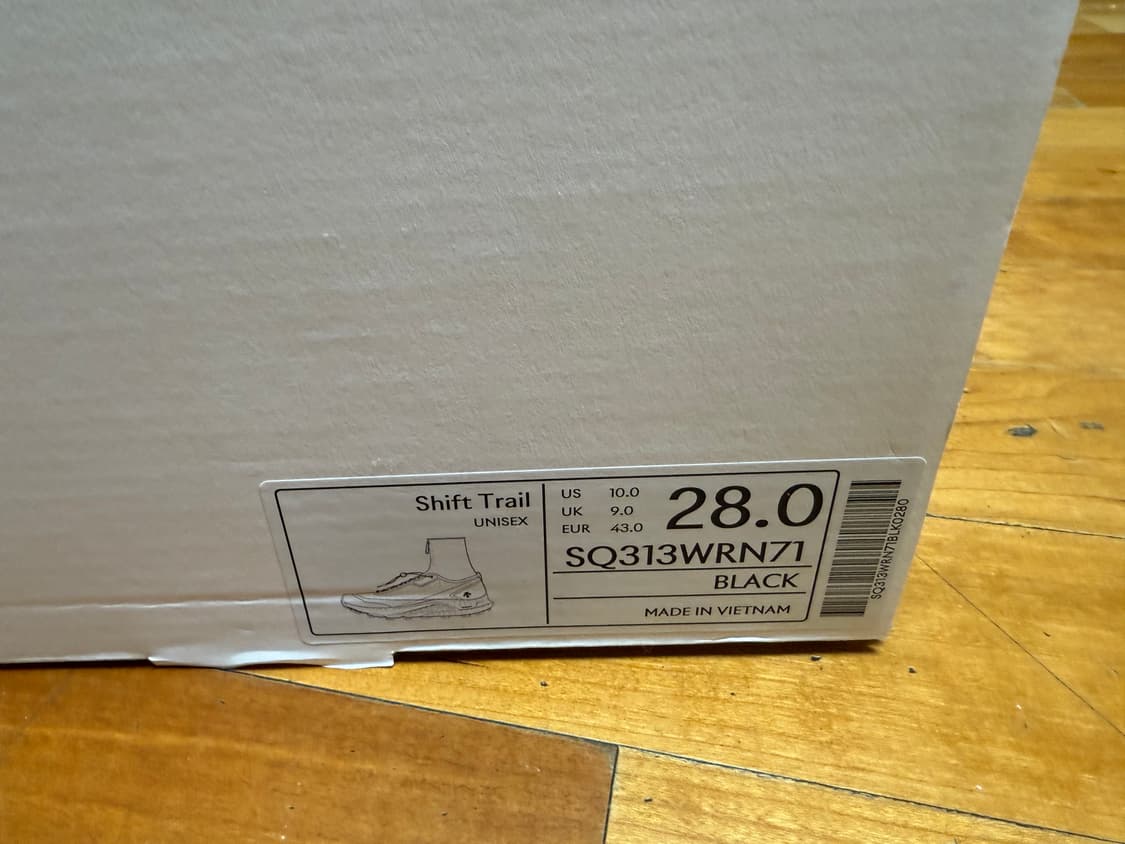 Shift Trail
UNISEX
US 10.0
UK 9.0
EUR 43.0
28.0
SQ313WRN71
BLACK
MADE IN VIETNAM
SQ313WRN71BLK0280